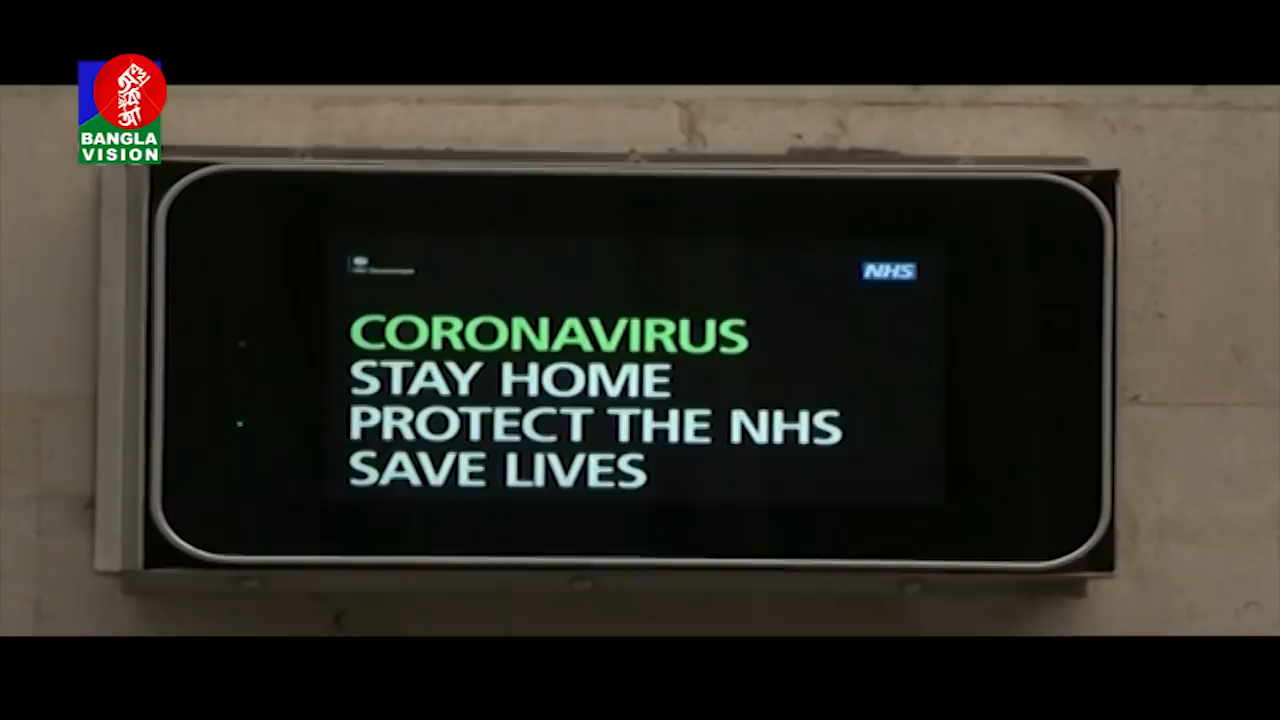 BANGLA
VISION
NHS
CORONAVIRUS
STAY HOME
PROTECT THE NHS
SAVE LIVES